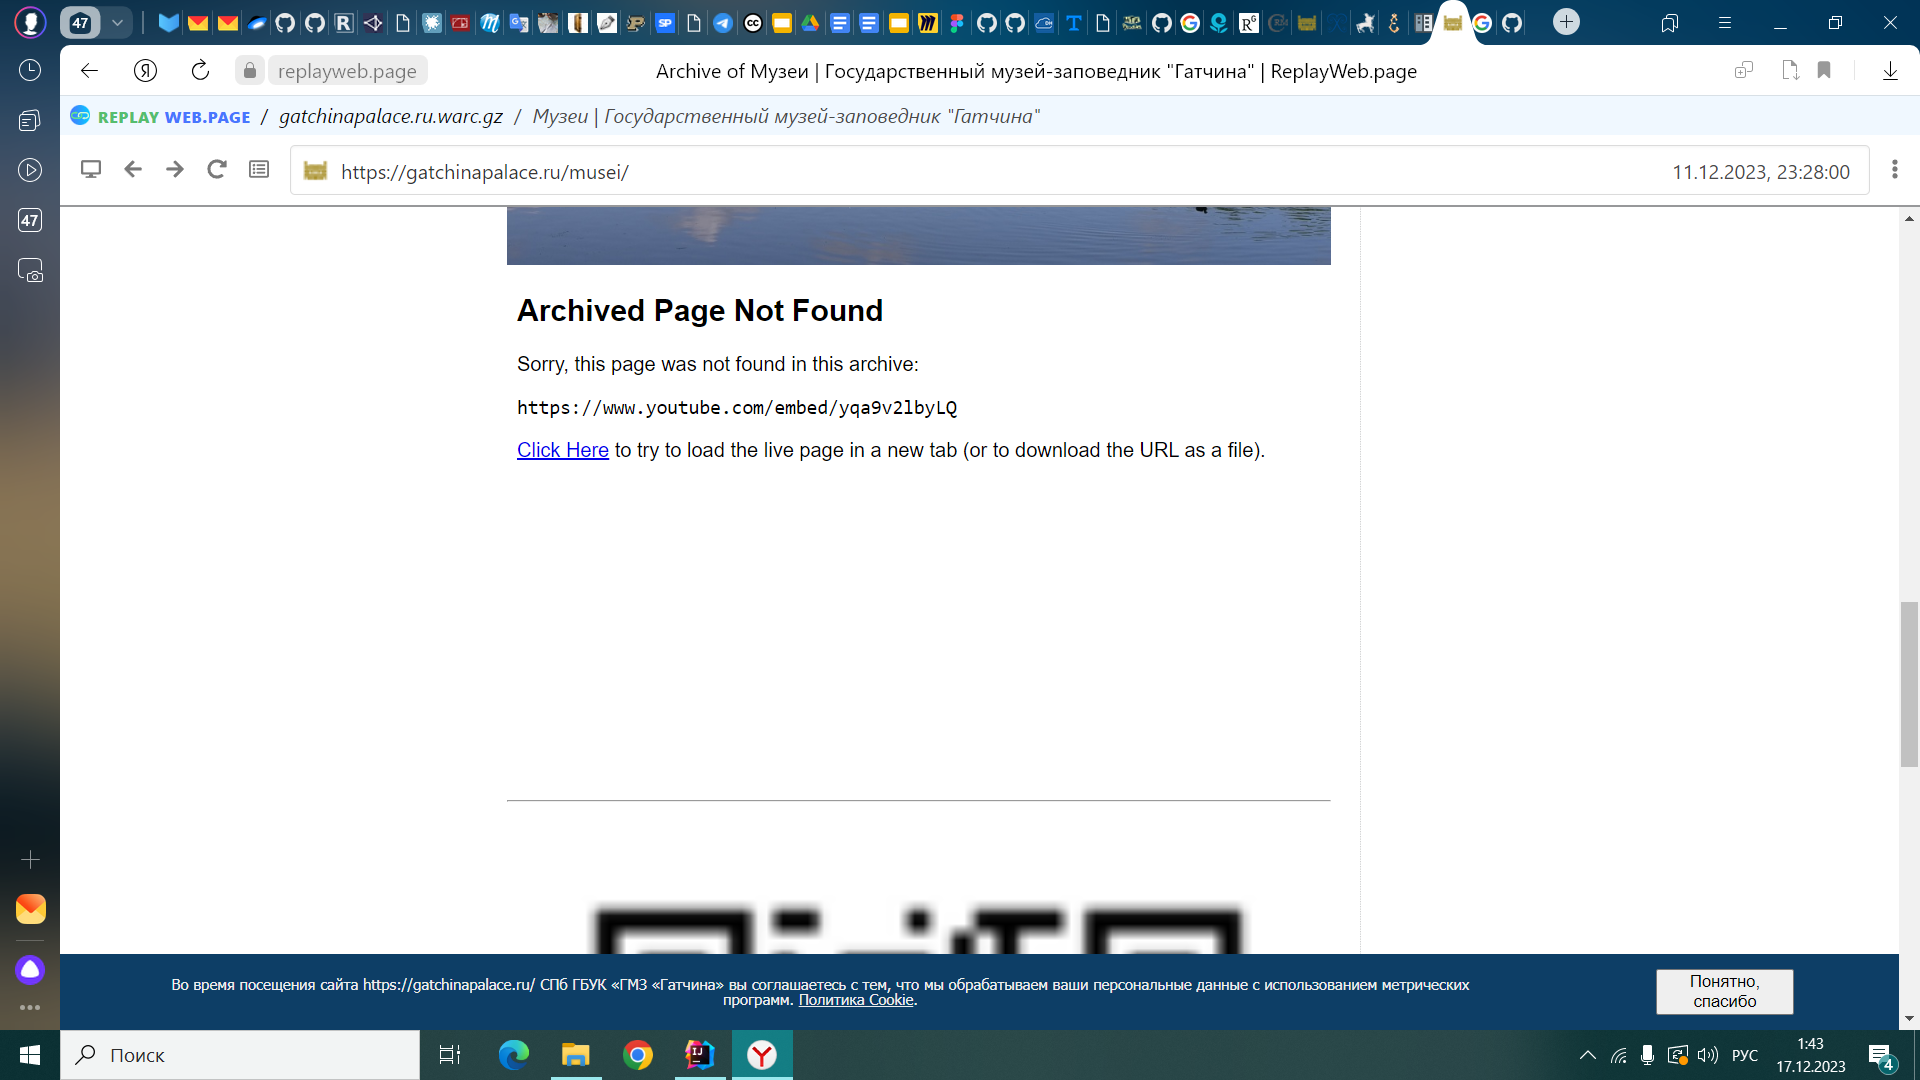 47
replayweb.page
Archive of Музеи | Государственный музей-заповедник "Гатчина" | ReplayWeb.page
REPLAY WEB.PAGE / gatchinapalace.ru.warc.gz / Музеи | Государственный музей-заповедник "Гатчина"
https://gatchinapalace.ru/musei/
11.12.2023, 23:28:00
47
Archived Page Not Found
Sorry, this page was not found in this archive:
https://www.youtube.com/embed/yqa9v2lbyLQ
Click Here to try to load the live page in a new tab (or to download the URL as a file).
Во время посещения сайта https://gatchinapalace.ru/ СПб ГБУК «ГМЗ «Гатчина» вы соглашаетесь с тем, что мы обрабатываем ваши персональные данные с использованием метрических
программ. Политика Cookie.
Понятно,
спасибо
Поиск
РУС
1:43
17.12.2023
4